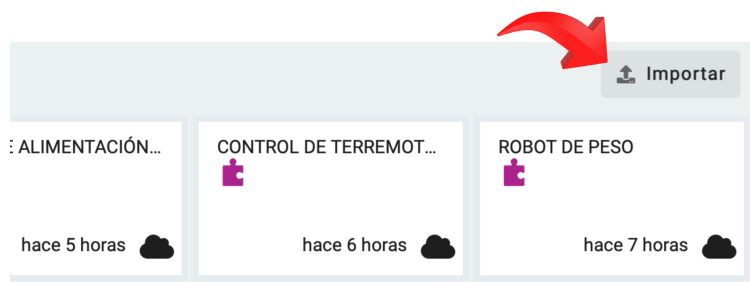 Importar
E ALIMENTACIÓN...
CONTROL DE TERREMOT...
ROBOT DE PESO
hace 5 horas
hace 6 horas
hace 7 horas